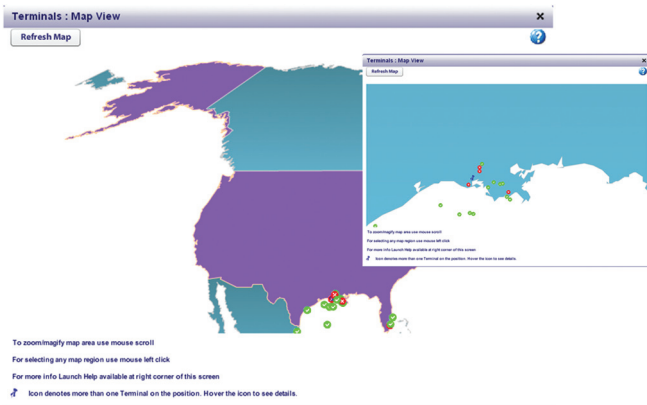 Terminals : Map View
Refresh Map
To zoom/magify map area use mouse scroll
For selecting any map region use mouse left click
For more info Launch Help available at right corner of this screen
Icon denotes more than one Terminal on the position. Hover the icon to see details.
Terminals : Map View
Refresh Map
To zoom/magify map area use mouse scroll
For selecting any map region use mouse left click
For more info Launch Help available at right corner of this screen
Icon denotes more than one Terminal on the position. Hover the icon to see details.